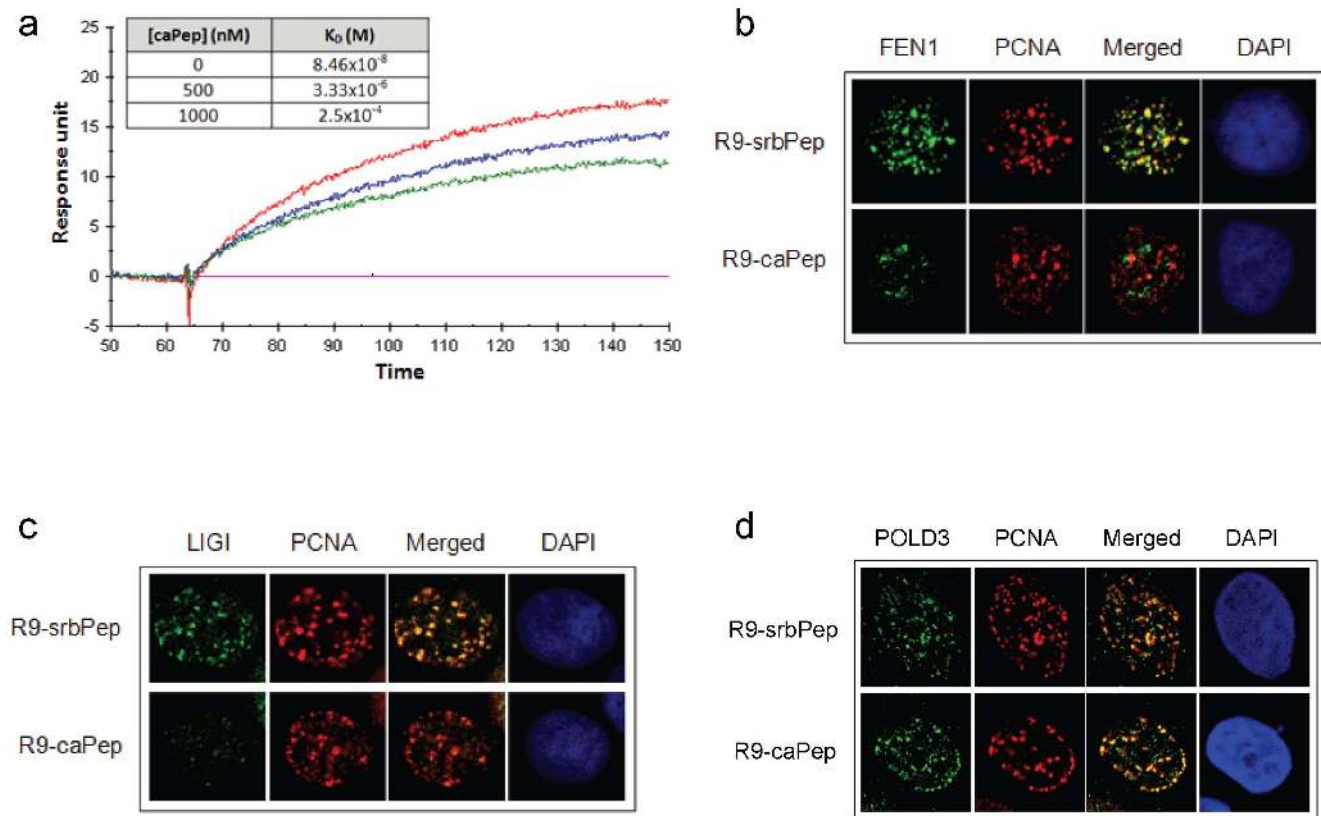 a
[caPep] (nM) K_D (M)
0 8.46x10^-8
500 3.33x10^-6
1000 2.5x10^-4
Response unit
25
20
15
10
5
0
-5
50 60 70 80 90 100 110 120 130 140 150
Time
b
FEN1 PCNA Merged DAPI
R9-srbPep
R9-caPep
c
LIGI PCNA Merged DAPI
R9-srbPep
R9-caPep
d
POLD3 PCNA Merged DAPI
R9-srbPep
R9-caPep